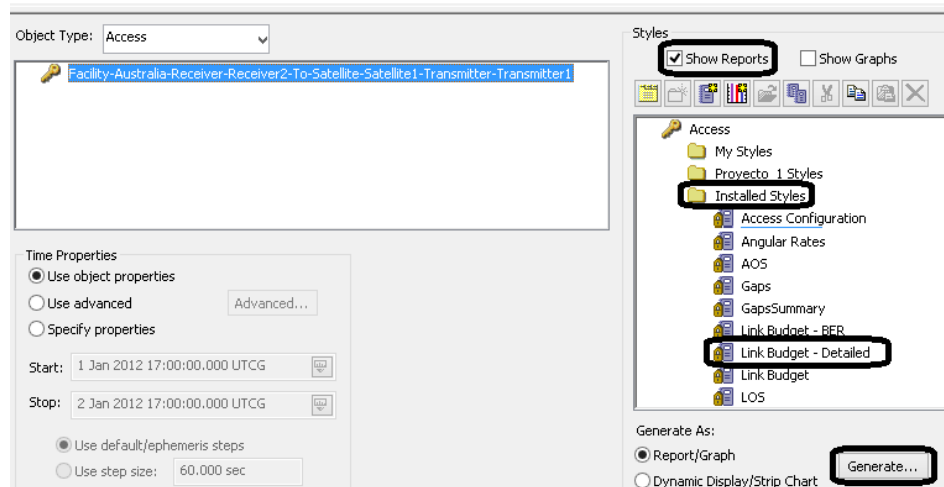 Object Type: Access
Facility-Australia-Receiver-Receiver2-To-Satellite-Satellite1-Transmitter-Transmitter1
Time Properties
Use object properties
Use advanced
Advanced...
Specify properties
Start: 1 Jan 2012 17:00:00.000 UTCG
Stop: 2 Jan 2012 17:00:00.000 UTCG
Use default/ephemeris steps
Use step size: 60.000 sec
Styles
Show Reports
Show Graphs
Access
My Styles
Proyecto_1 Styles
Installed Styles
Access Configuration
Angular Rates
AOS
Gaps
GapsSummary
Link Budget - BER
Link Budget - Detailed
Link Budget
LOS
Generate As:
Report/Graph
Generate...
Dynamic Display/Strip Chart